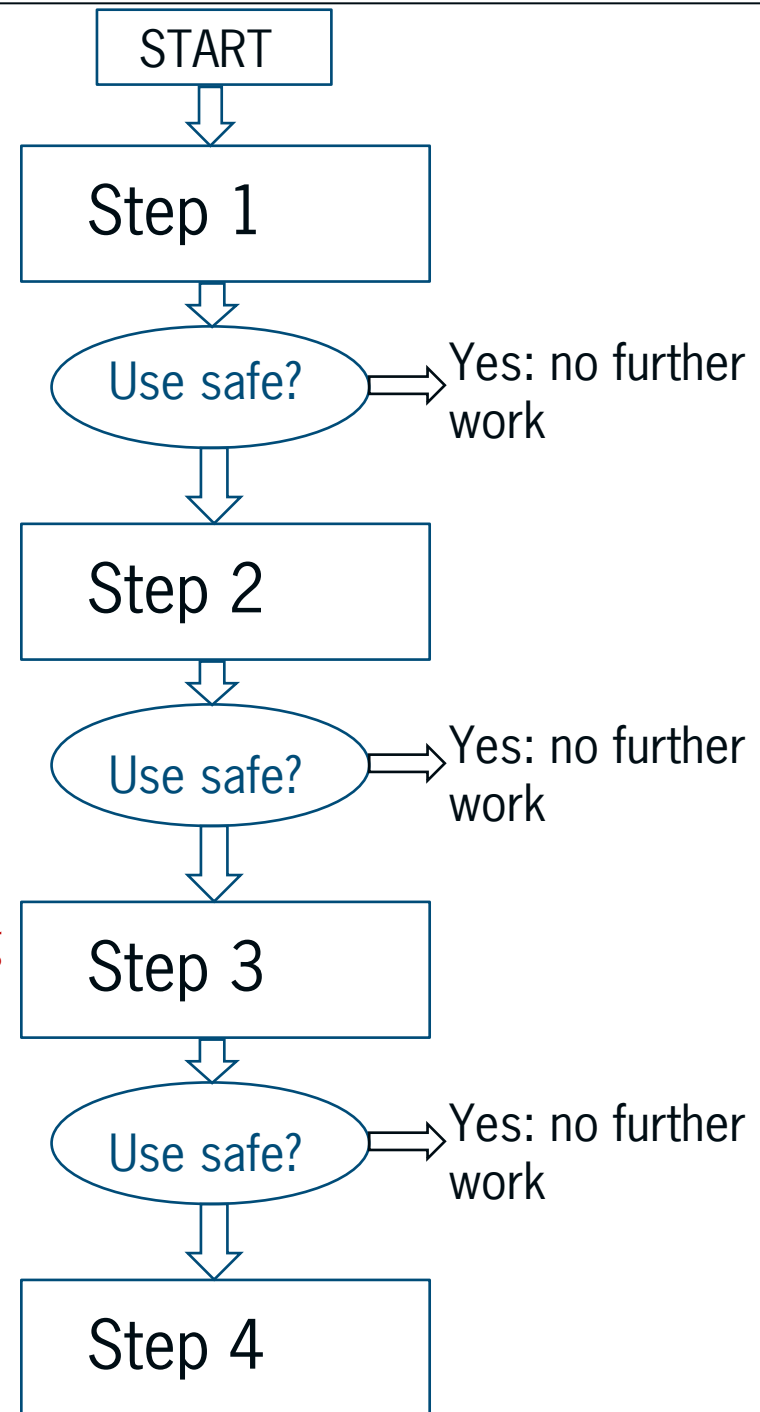 START
Step 1
Use safe?
Yes: no further
work
Step 2
Use safe?
Yes: no further
work
Step 3
Use safe?
Yes: no further
work
Step 4